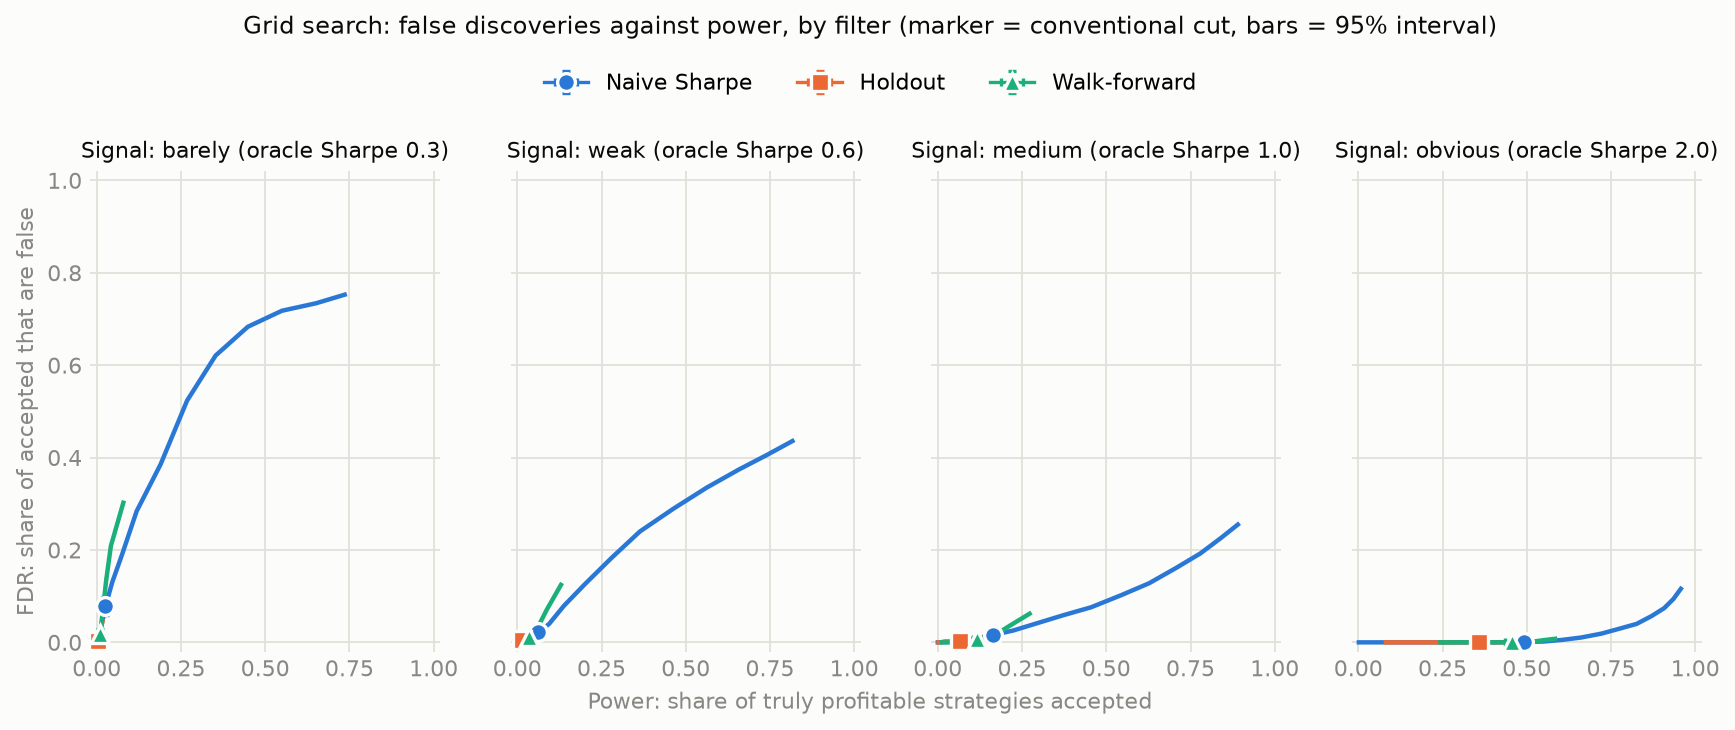 Grid search: false discoveries against power, by filter (marker = conventional cut, bars = 95% interval)
Naive Sharpe
Holdout
Walk-forward
Signal: barely (oracle Sharpe 0.3)
Signal: weak (oracle Sharpe 0.6)
Signal: medium (oracle Sharpe 1.0)
Signal: obvious (oracle Sharpe 2.0)
FDR: share of accepted that are false
1.0
0.8
0.6
0.4
0.2
0.0
0.00 0.25 0.50 0.75 1.00
0.00 0.25 0.50 0.75 1.00
0.00 0.25 0.50 0.75 1.00
0.00 0.25 0.50 0.75 1.00
Power: share of truly profitable strategies accepted